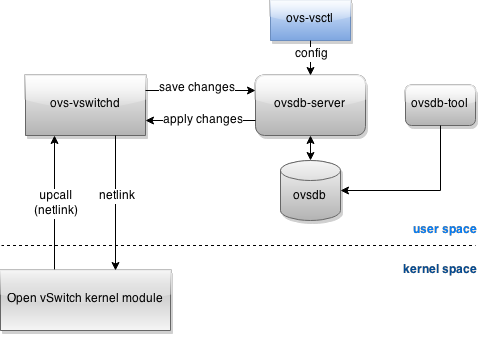 ovs-vsctl
config
ovs-vswitchd
save changes
apply changes
ovsdb-server
ovsdb-tool
ovsdb
upcall
(netlink)
netlink
user space
kernel space
Open vSwitch kernel module